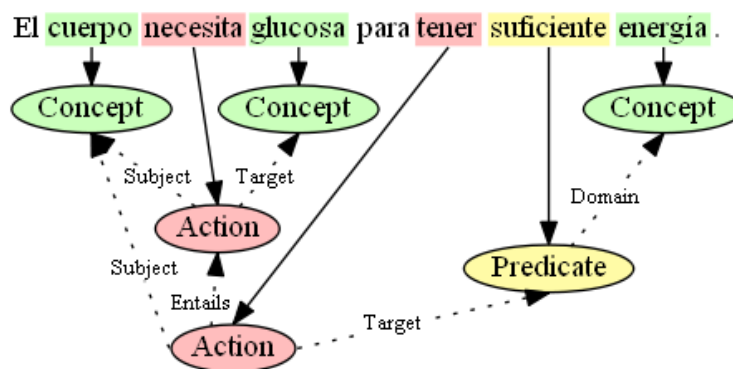 El cuerpo necesita glucosa para tener suficiente energía .
Concept Concept Concept
Subject Target
Domain
Action
Subject Predicate
Entails
Target
Action